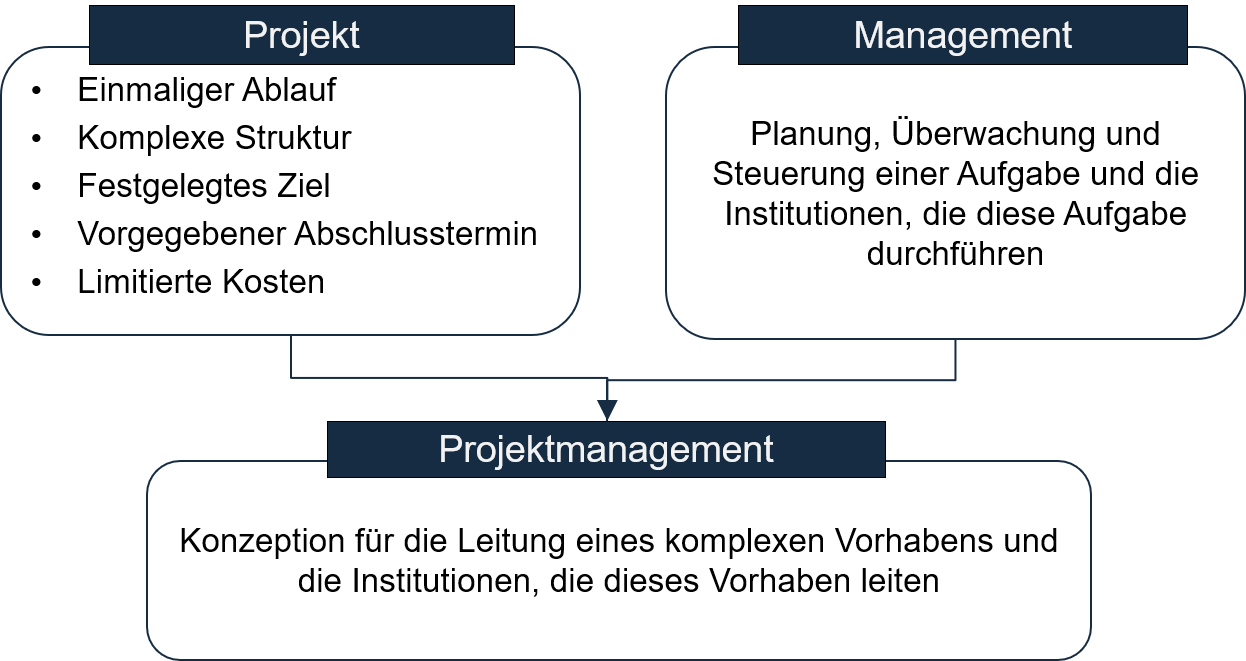 Projekt
• Einmaliger Ablauf
• Komplexe Struktur
• Festgelegtes Ziel
• Vorgegebener Abschlusstermin
• Limitierte Kosten
Management
Planung, Überwachung und
Steuerung einer Aufgabe und die
Institutionen, die diese Aufgabe
durchführen
Projektmanagement
Konzeption für die Leitung eines komplexen Vorhabens und
die Institutionen, die dieses Vorhaben leiten